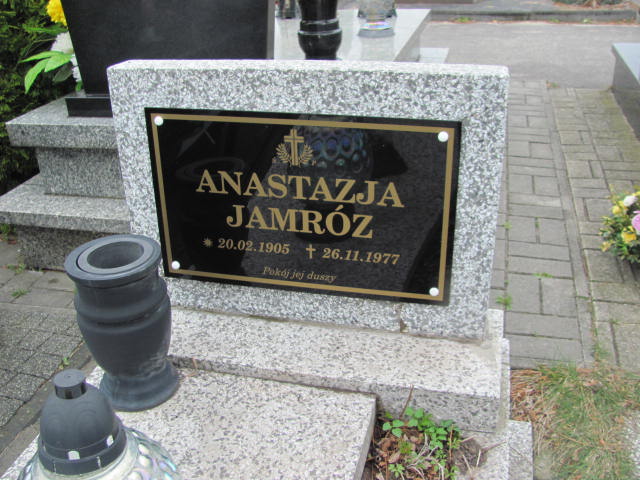 ANASTAZJA
JAMRÓZ
* 20.02.1905 † 26.11.1977
Pokój jej duszy